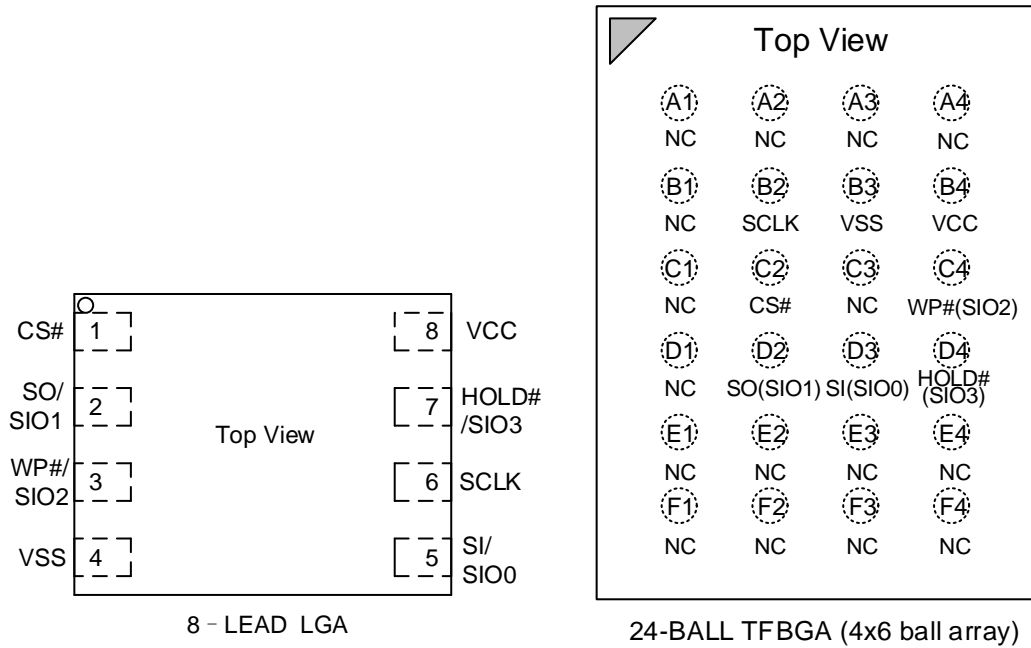 CS#
1
8
VCC
SO/
SIO1
2
7
HOLD#
/SIO3
Top View
WP#/
SIO2
3
6
SCLK
VSS
4
5
SI/
SIO0
8 - LEAD LGA
Top View
A1 A2 A3 A4
NC NC NC NC
B1 B2 B3 B4
NC SCLK VSS VCC
C1 C2 C3 C4
NC CS# NC WP#(SIO2)
D1 D2 D3 D4
NC SO(SIO1) SI(SIO0) HOLD#
(SIO3)
E1 E2 E3 E4
NC NC NC NC
F1 F2 F3 F4
NC NC NC NC
24-BALL TFBGA (4x6 ball array)